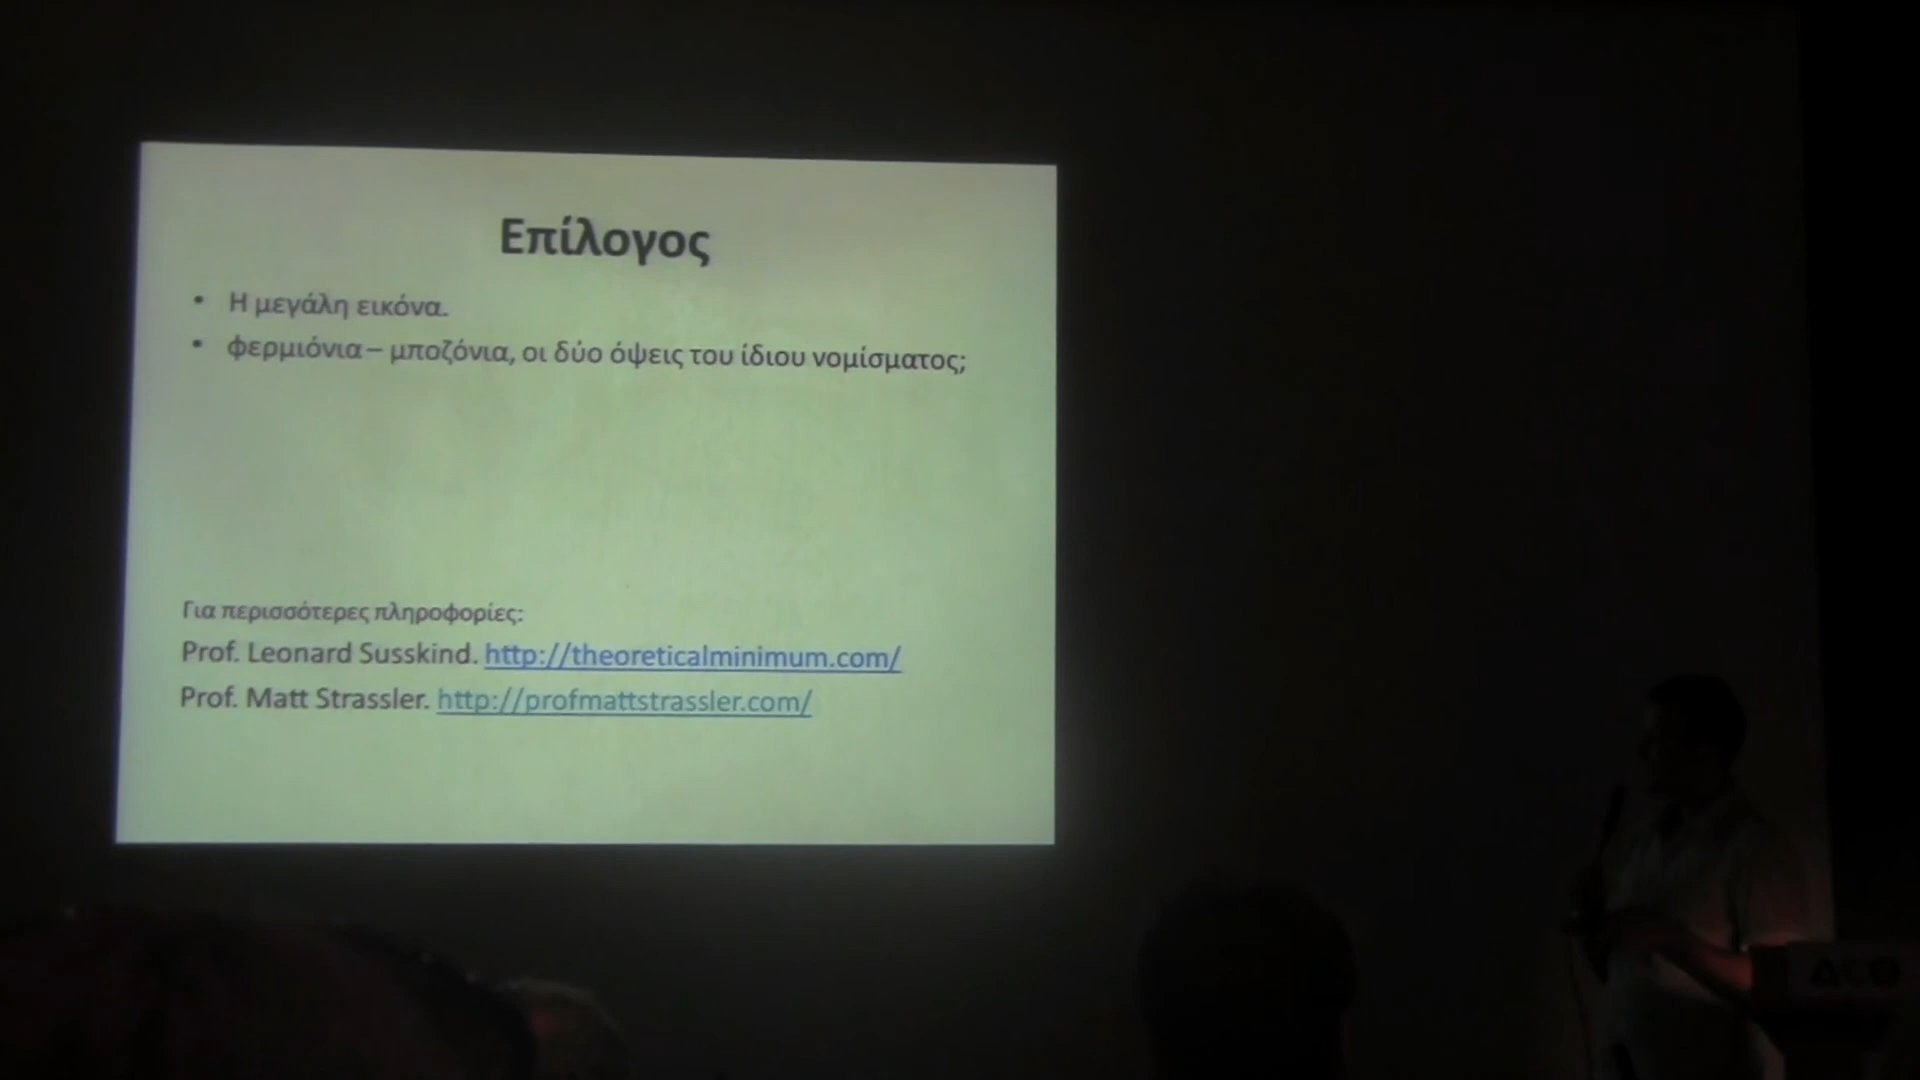 Επίλογος
• Η μεγάλη εικόνα.
• φερμιόνια – μποζόνια, οι δύο όψεις του ίδιου νομίσματος;
Για περισσότερες πληροφορίες:
Prof. Leonard Susskind. http://theoreticalminimum.com/
Prof. Matt Strassler. http://profmattstrassler.com/